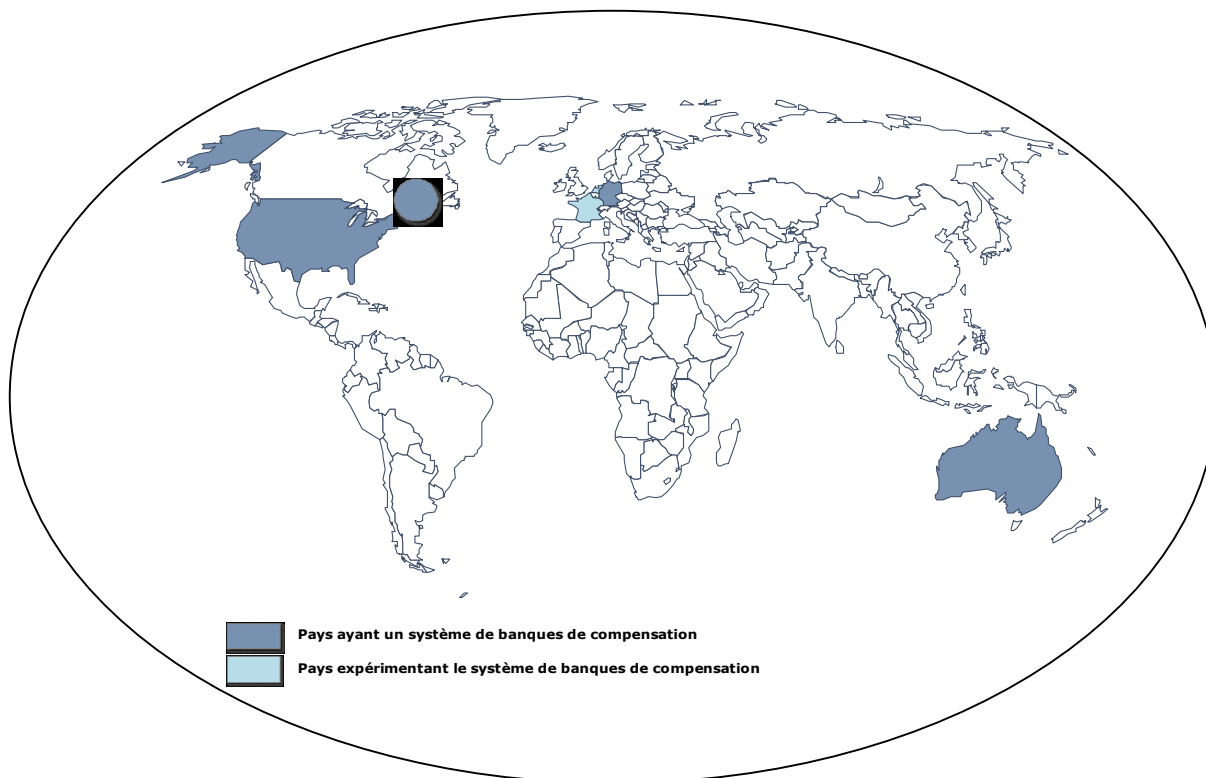 Pays ayant un système de banques de compensation
Pays expérimentant le système de banques de compensation